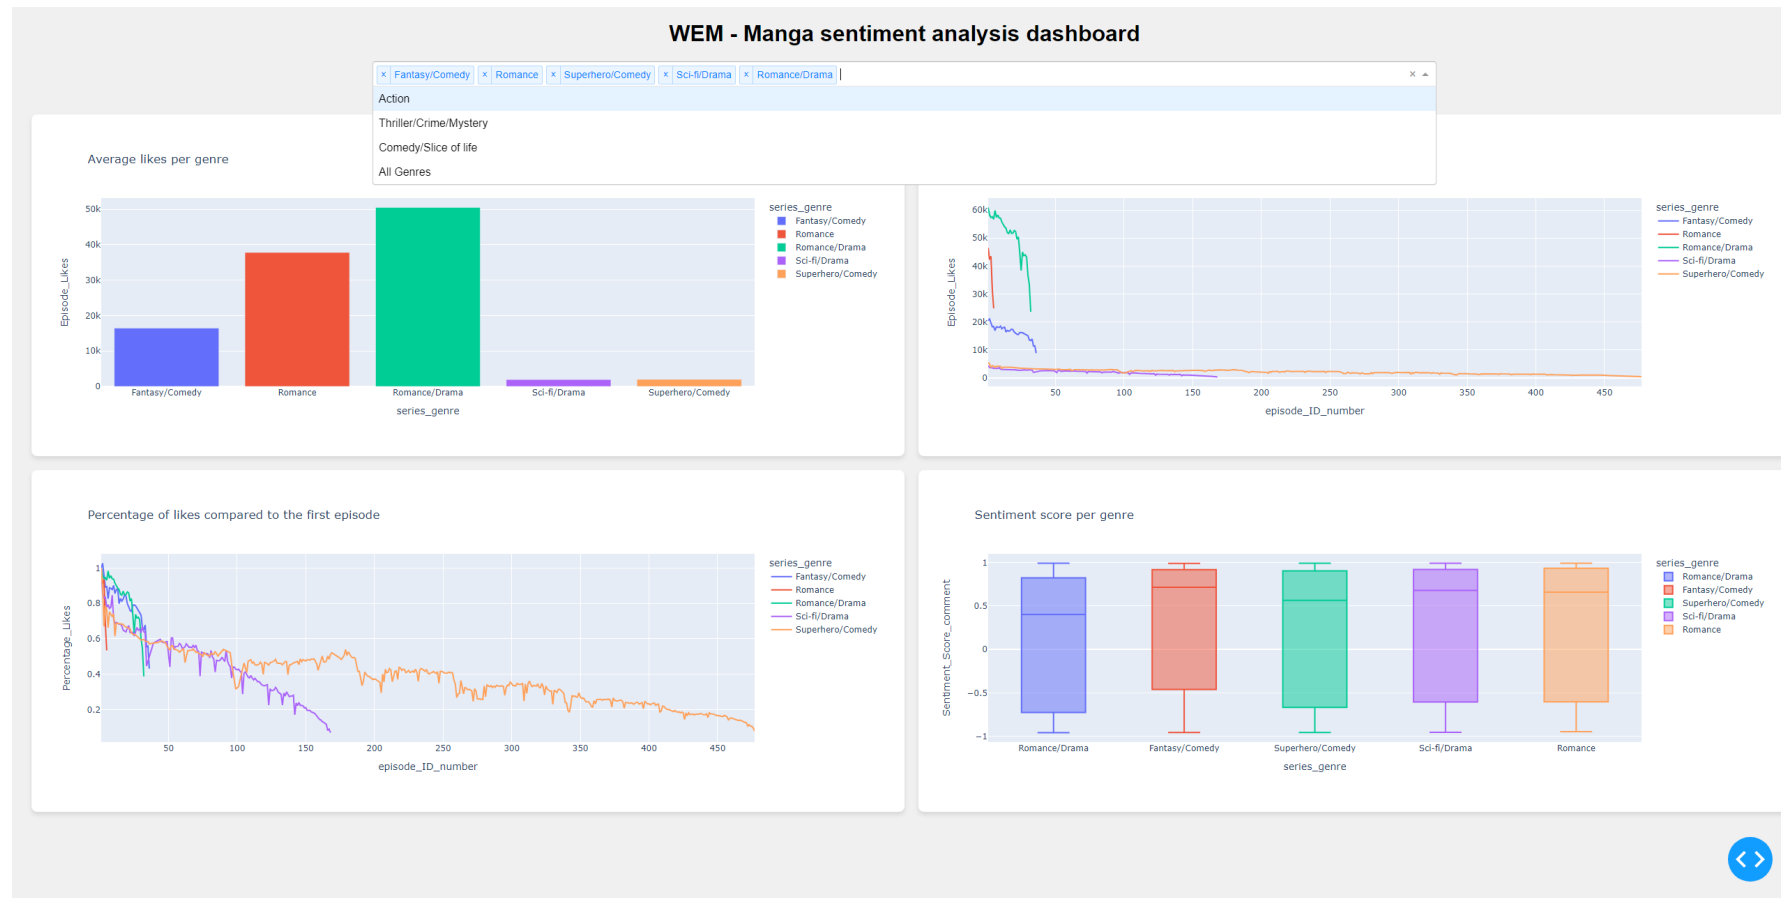 WEM - Manga sentiment analysis dashboard
× Fantasy/Comedy × Romance × Superhero/Comedy × Sci-fi/Drama × Romance/Drama × 
Action
Thriller/Crime/Mystery
Comedy/Slice of life
All Genres
Average likes per genre
50k
40k
30k
20k
10k
0
Episode_Likes
Fantasy/Comedy Romance Romance/Drama Sci-fi/Drama Superhero/Comedy
series_genre
series_genre
Fantasy/Comedy
Romance
Romance/Drama
Sci-fi/Drama
Superhero/Comedy
60k
50k
40k
30k
20k
10k
0
Episode_Likes
50 100 150 200 250 300 350 400 450
episode_ID_number
series_genre
Fantasy/Comedy
Romance
Romance/Drama
Sci-fi/Drama
Superhero/Comedy
Percentage of likes compared to the first episode
1
0.8
0.6
0.4
0.2
Percentage_Likes
50 100 150 200 250 300 350 400 450
episode_ID_number
series_genre
Fantasy/Comedy
Romance
Romance/Drama
Sci-fi/Drama
Superhero/Comedy
Sentiment score per genre
1
0.5
0
−0.5
−1
Sentiment_Score_comment
Romance/Drama Fantasy/Comedy Superhero/Comedy Sci-fi/Drama Romance
series_genre
series_genre
Romance/Drama
Fantasy/Comedy
Superhero/Comedy
Sci-fi/Drama
Romance